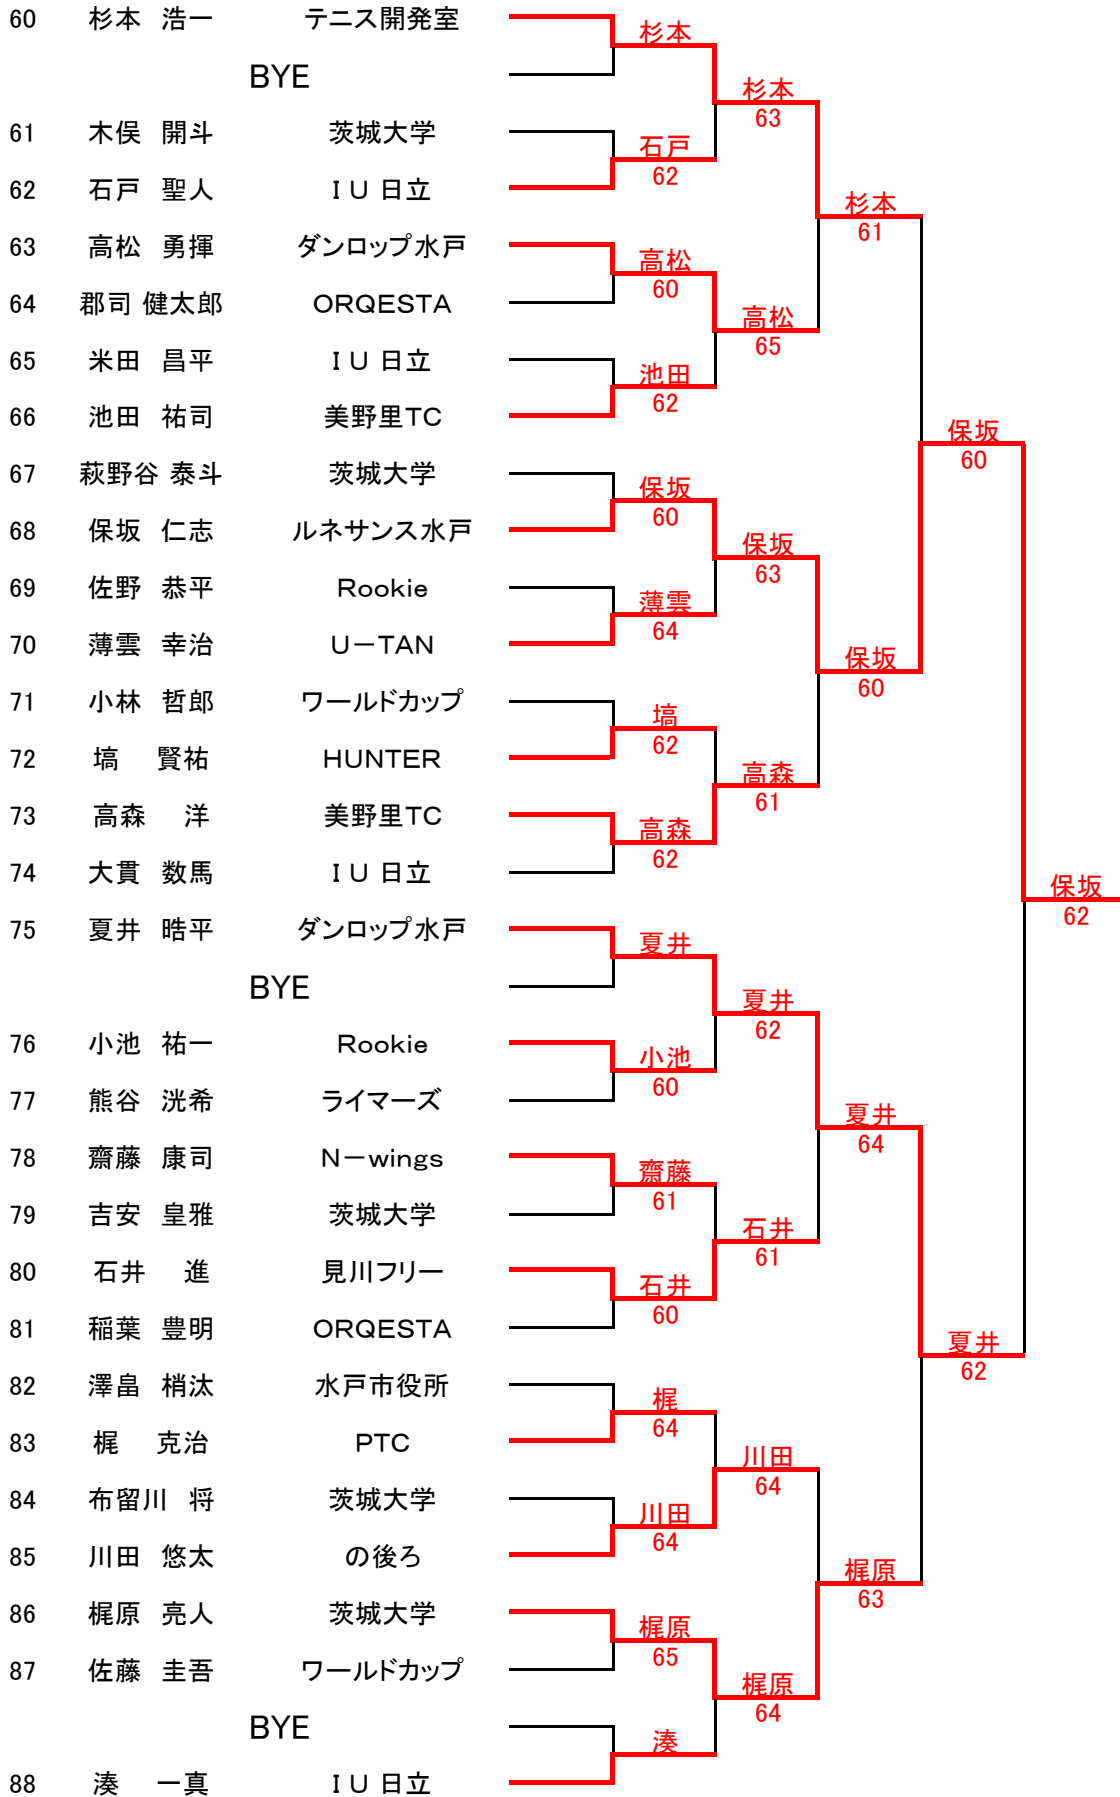 60 杉本 浩一 テニス開発室
杉本
BYE
杉本
63
61 木俣 開斗 茨城大学
石戸
62
62 石戸 聖人 IU日立
杉本
61
63 高松 勇揮 ダンロップ水戸
高松
60
64 郡司 健太郎 ORQESTA
高松
65
65 米田 昌平 IU日立
池田
62
66 池田 祐司 美野里TC
保坂
60
67 萩野谷 泰斗 茨城大学
保坂
60
68 保坂 仁志 ルネサンス水戸
保坂
63
69 佐野 恭平 Rookie
薄雲
64
70 薄雲 幸治 U-TAN
保坂
60
71 小林 哲郎 ワールドカップ
塙
62
72 塙 賢祐 HUNTER
高森
61
73 高森 洋 美野里TC
高森
62
74 大貫 数馬 IU日立
保坂
62
75 夏井 晧平 ダンロップ水戸
夏井
BYE
夏井
62
76 小池 祐一 Rookie
小池
60
77 熊谷 洸希 ライマーズ
夏井
64
78 齋藤 康司 N-wings
齋藤
61
79 吉安 皇雅 茨城大学
石井
61
80 石井 進 見川フリー
石井
60
81 稲葉 豊明 ORQESTA
夏井
62
82 澤畠 梢汰 水戸市役所
梶
64
83 梶 克治 PTC
川田
64
84 布留川 将 茨城大学
川田
64
85 川田 悠太 の後ろ
梶原
63
86 梶原 亮人 茨城大学
梶原
65
87 佐藤 圭吾 ワールドカップ
梶原
64
BYE
湊
88 湊 一真 IU日立